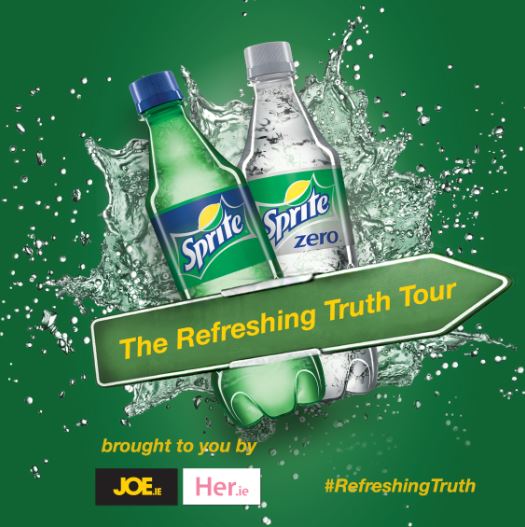 Sprite
Sprite
zero
The Refreshing Truth Tour
brought to you by
JOE.IE
Her.ie
#RefreshingTruth